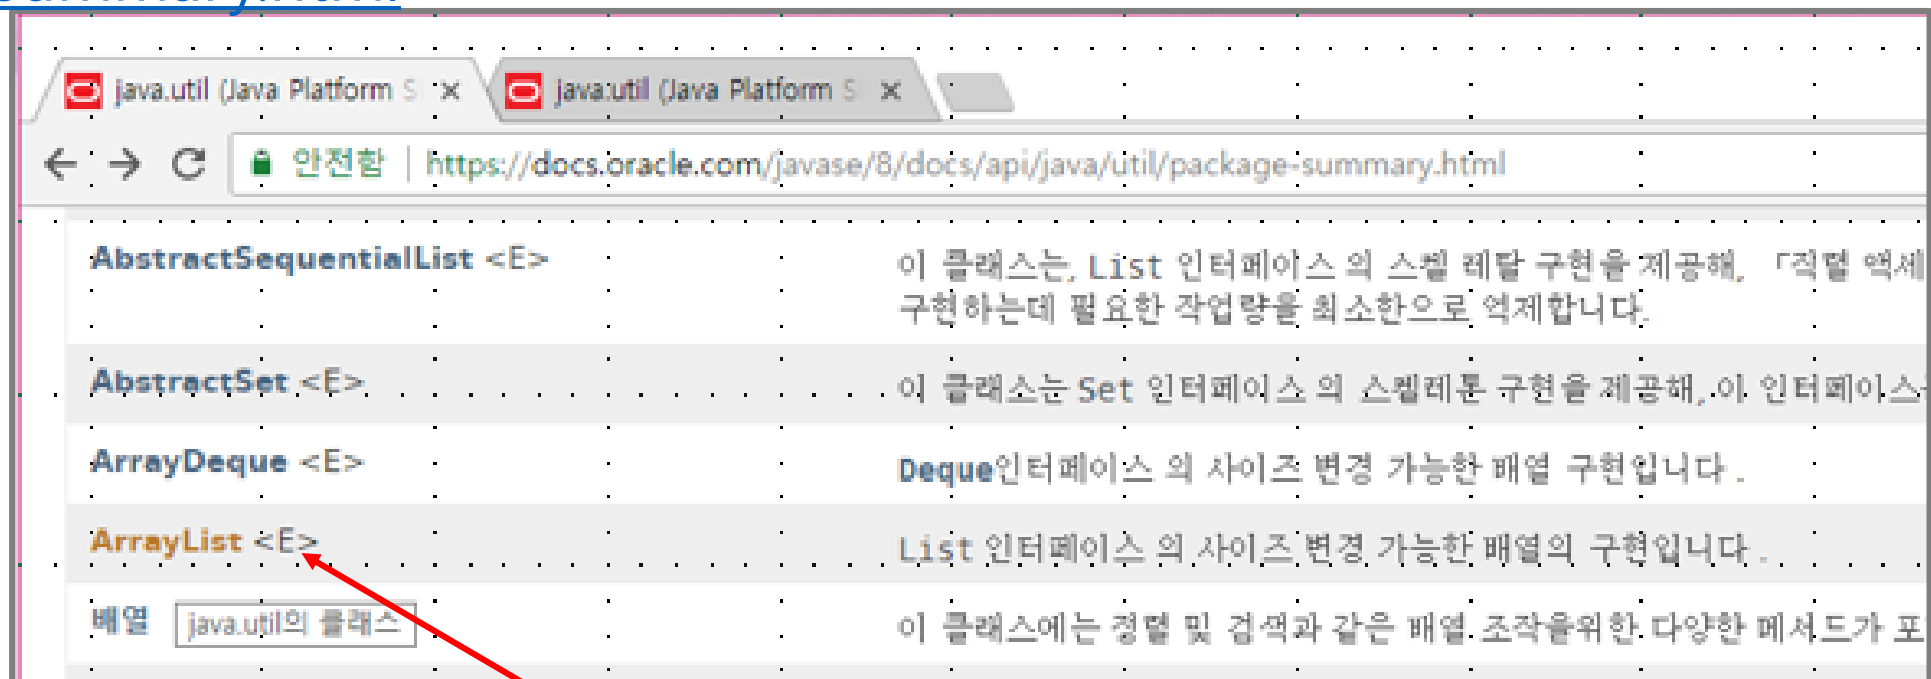 java.util (Java Platform S × java.util (Java Platform S ×
안전함 | https://docs.oracle.com/javase/8/docs/api/java/util/package-summary.html
AbstractSequentialList <E> 이 클래스는, List 인터페이스 의 스켈 레탈 구현을 제공해, 「직렬 액세
구현하는데 필요한 작업량을 최소한으로 억제합니다.
AbstractSet <E> 이 클래스는 Set 인터페이스 의 스켈레톤 구현을 제공해, 이 인터페이스
ArrayDeque <E> Deque인터페이스 의 사이즈 변경 가능한 배열 구현입니다 .
ArrayList <E> List 인터페이스 의 사이즈 변경 가능한 배열의 구현입니다 .
배열 java.util의 클래스 이 클래스에는 정렬 및 검색과 같은 배열 조작을위한 다양한 메서드가 포